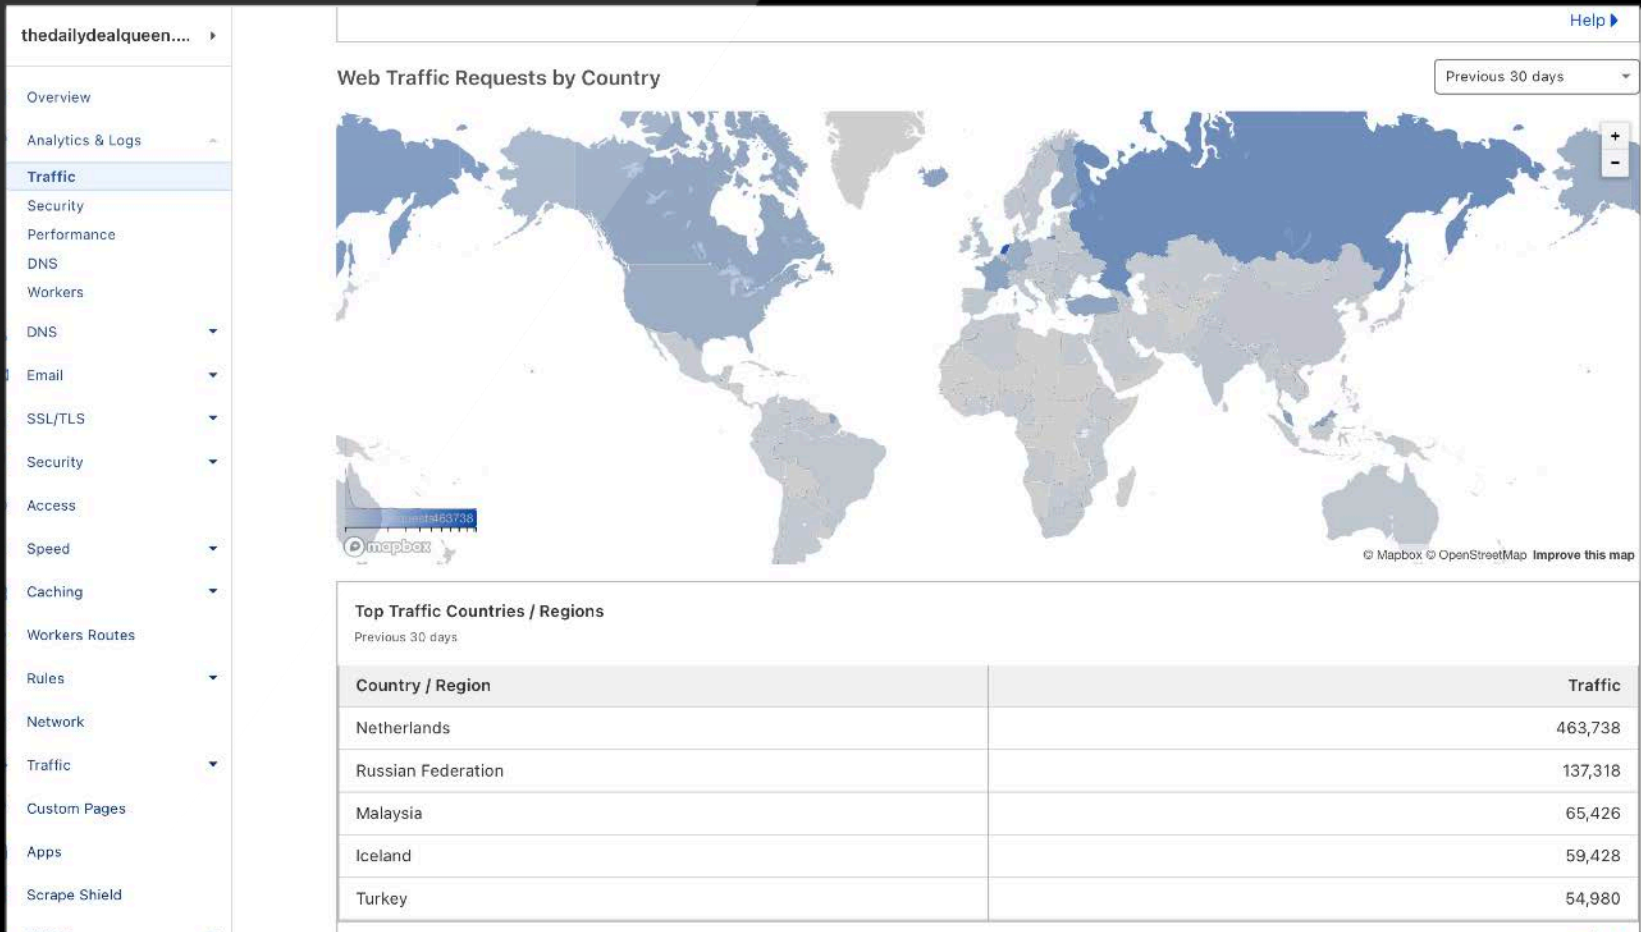 thedailydealqueen....
Help
Web Traffic Requests by Country
Previous 30 days
Overview
Analytics & Logs
Traffic
Security
Performance
DNS
Workers
DNS
Email
SSL/TLS
Security
Access
Speed
Caching
Workers Routes
Rules
Network
Traffic
Custom Pages
Apps
Scrape Shield
+
-
463738
mapbox
© Mapbox © OpenStreetMap Improve this map
Top Traffic Countries / Regions
Previous 30 days
Country / Region Traffic
Netherlands 463,738
Russian Federation 137,318
Malaysia 65,426
Iceland 59,428
Turkey 54,980